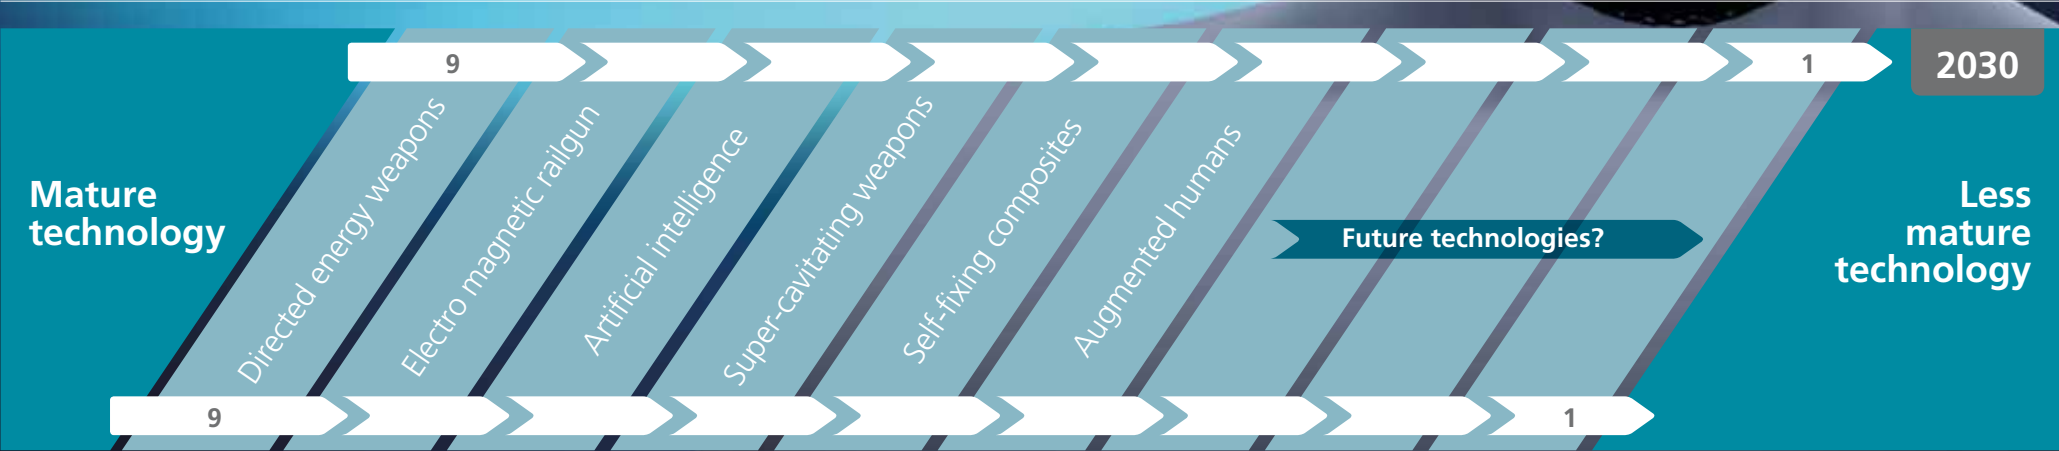 9
1
2030
Mature
technology
Directed energy weapons
Electro magnetic railgun
Artificial intelligence
Super-cavitating weapons
Self-fixing composites
Augmented humans
Future technologies?
Less
mature
technology
9
1